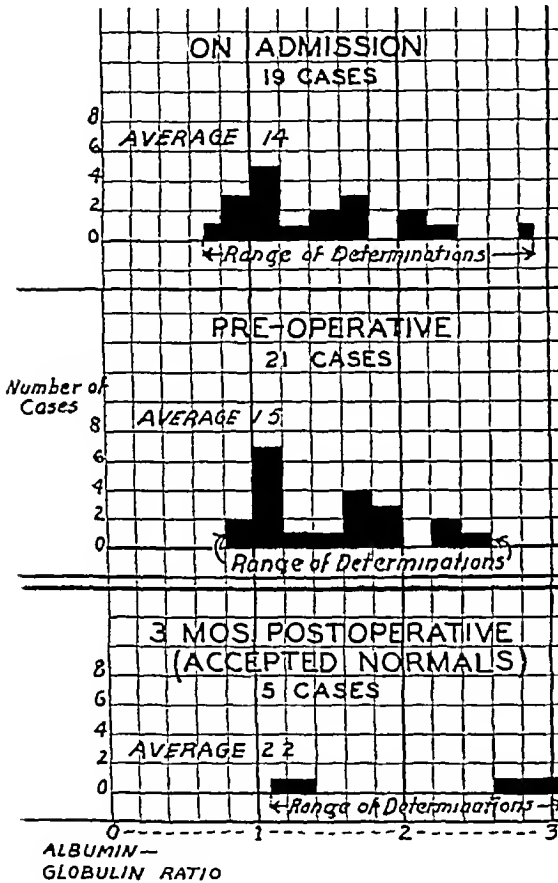 ON ADMISSION
19 CASES
8
6
4
2
0
AVERAGE 14
Range of Determinations
PRE-OPERATIVE
21 CASES
Number of
Cases
AVERAGE 15
8
6
4
2
0
Range of Determinations
3 MOS. POSTOPERATIVE
(ACCEPTED NORMALS)
5 CASES
8
6
4
2
0
AVERAGE 22
Range of Determinations
0 1 2 3
ALBUMIN—
GLOBULIN RATIO